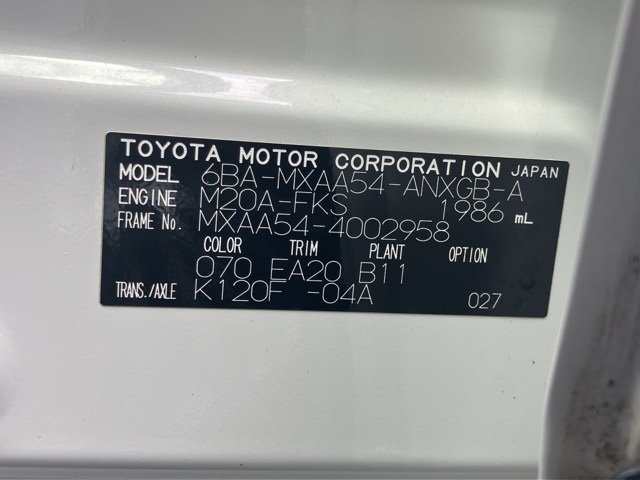 TOYOTA MOTOR CORPORATION JAPAN
MODEL 6BA-MXAA54-ANXGB-A
ENGINE M20A-FKS 1986 mL
FRAME No. MXAA54-4002958
COLOR TRIM PLANT OPTION
070 EA20 B11
TRANS./AXLE K120F -04A 027